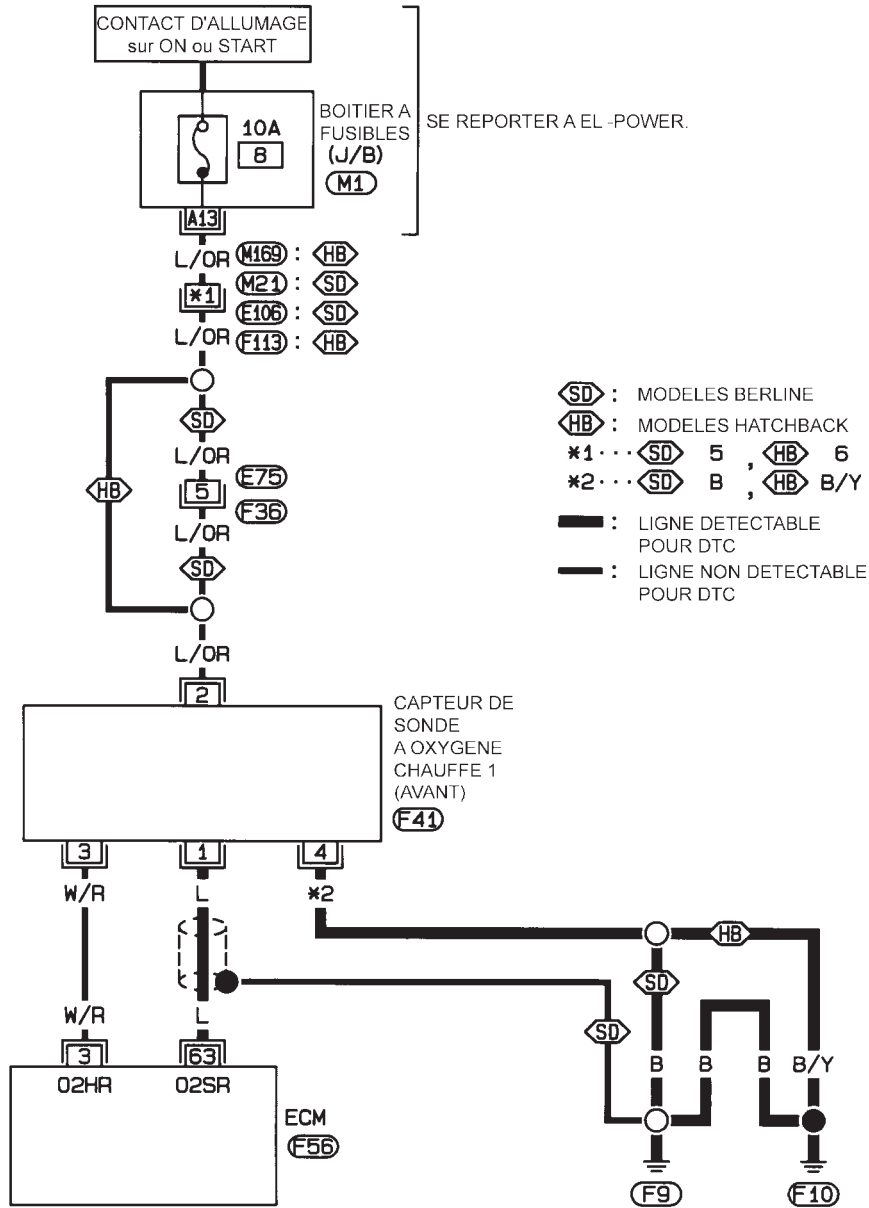 CONTACT D'ALLUMAGE
sur ON ou START
10A
8
BOITIER A
FUSIBLES
(J/B)
M1
SE REPORTER A EL -POWER.
A13
L/OR
M169 : HB
M21 : SD
*1
E106 : SD
L/OR
F113 : HB
SD
L/OR
HB
5
E75
F36
L/OR
SD
L/OR
SD : MODELES BERLINE
HB : MODELES HATCHBACK
*1··· SD 5 , HB 6
*2··· SD B , HB B/Y
: LIGNE DETECTABLE
POUR DTC
: LIGNE NON DETECTABLE
POUR DTC
2
CAPTEUR DE
SONDE
A OXYGENE
CHAUFFE 1
(AVANT)
F41
3 1 4
W/R L *2
HB
SD
SD
W/R L
B B B B/Y
3 63
O2HR O2SR
ECM
F56
F9 F10